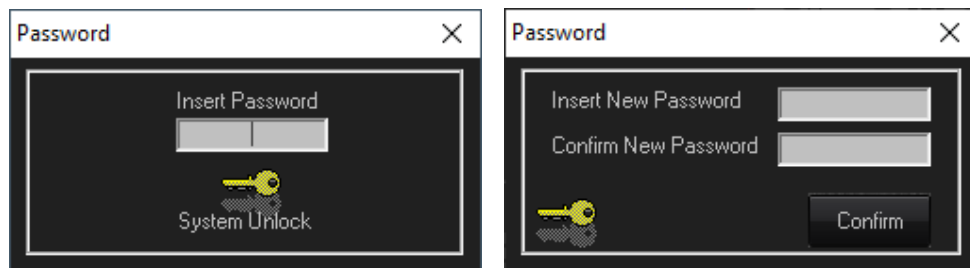 Password
Insert Password
System Unlock
Password
Insert New Password
Confirm New Password
Confirm